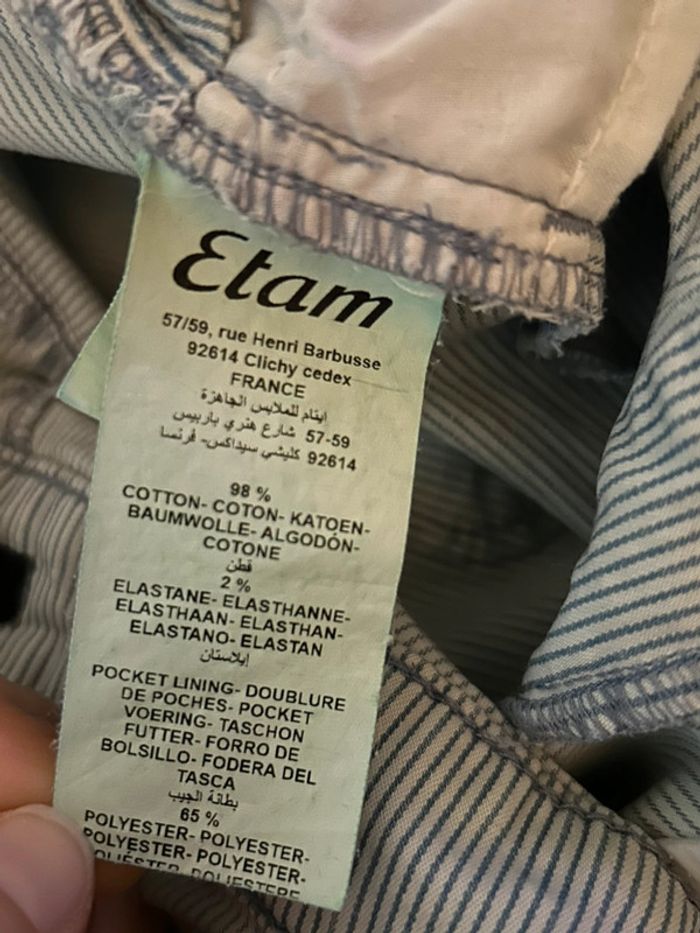 Etam
57/59, rue Henri Barbusse
92614 Clichy cedex
FRANCE
إيتام للملابس الجاهزة
57-59 شارع هنري باربيس
92614 كليشي سيداكس- فرنسا
98 %
COTTON- COTON- KATOEN-
BAUMWOLLE- ALGODÓN-
COTONE
قطن
2 %
ELASTANE- ELASTHANNE-
ELASTHAAN- ELASTHAN-
ELASTANO- ELASTAN
إيلاستان
POCKET LINING- DOUBLURE
DE POCHES- POCKET
VOERING- TASCHON
FUTTER- FORRO DE
BOLSILLO- FODERA DEL
TASCA
بطانة الجيب
65 %
POLYESTER- POLYESTER-
POLYESTER- POLYESTER-
POLIÉSTER- POLIESTERE